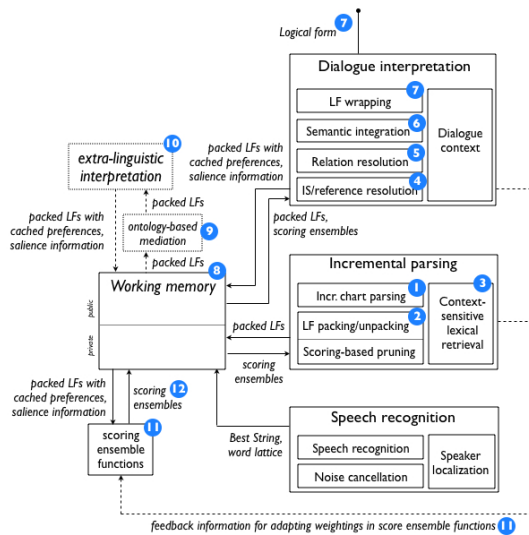 Logical form 7
Dialogue interpretation
LF wrapping 7
Semantic integration 6
Relation resolution 5
IS/reference resolution 4
Dialogue
context
packed LFs with
cached preferences,
salience information
packed LFs,
scoring ensembles
10
extra-linguistic
interpretation
packed LFs with
cached preferences,
salience information
packed LFs
ontology-based
mediation 9
packed LFs
8
Working memory
public
private
Incremental parsing
Incr. chart parsing 1
LF packing/unpacking 2
Scoring-based pruning
3
Context-
sensitive
lexical
retrieval
packed LFs
scoring
ensembles
packed LFs with
cached preferences,
salience information
scoring 12
ensembles
scoring 11
ensemble
functions
Best String,
word lattice
Speech recognition
Speech recognition
Noise cancellation
Speaker
localization
feedback information for adapting weightings in score ensemble functions 11